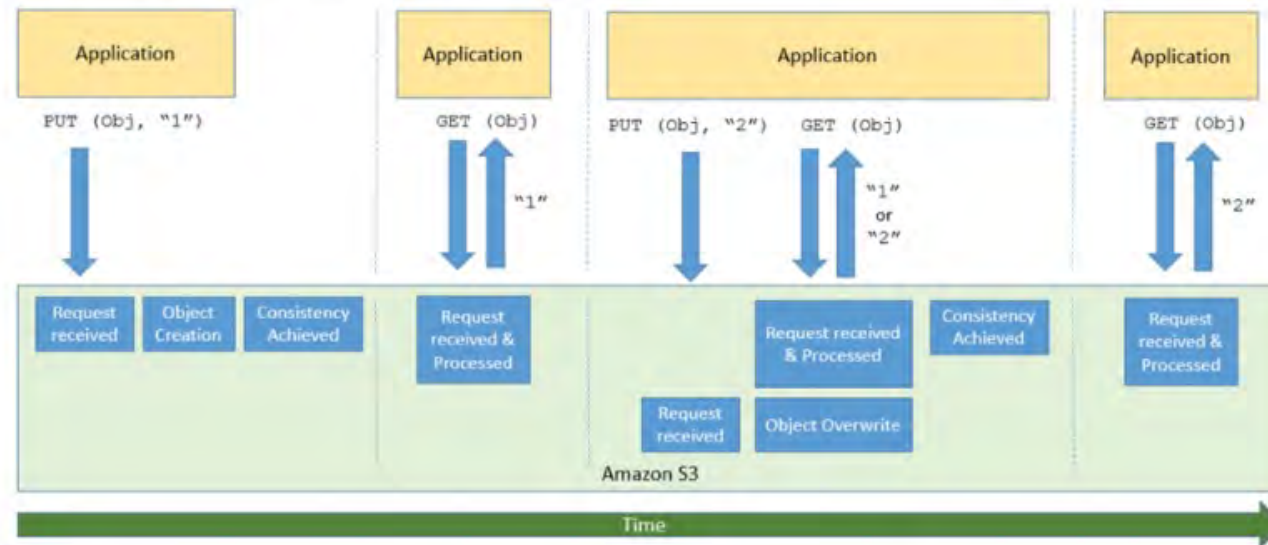 Application
Application
Application
Application
PUT (Obj, “1”)
GET (Obj)
PUT (Obj, “2”)
GET (Obj)
GET (Obj)
“1”
“1”
or
“2”
“2”
Request
received
Object
Creation
Consistency
Achieved
Request
received &
Processed
Request received
& Processed
Consistency
Achieved
Request
received &
Processed
Request
received
Object Overwrite
Amazon S3
Time